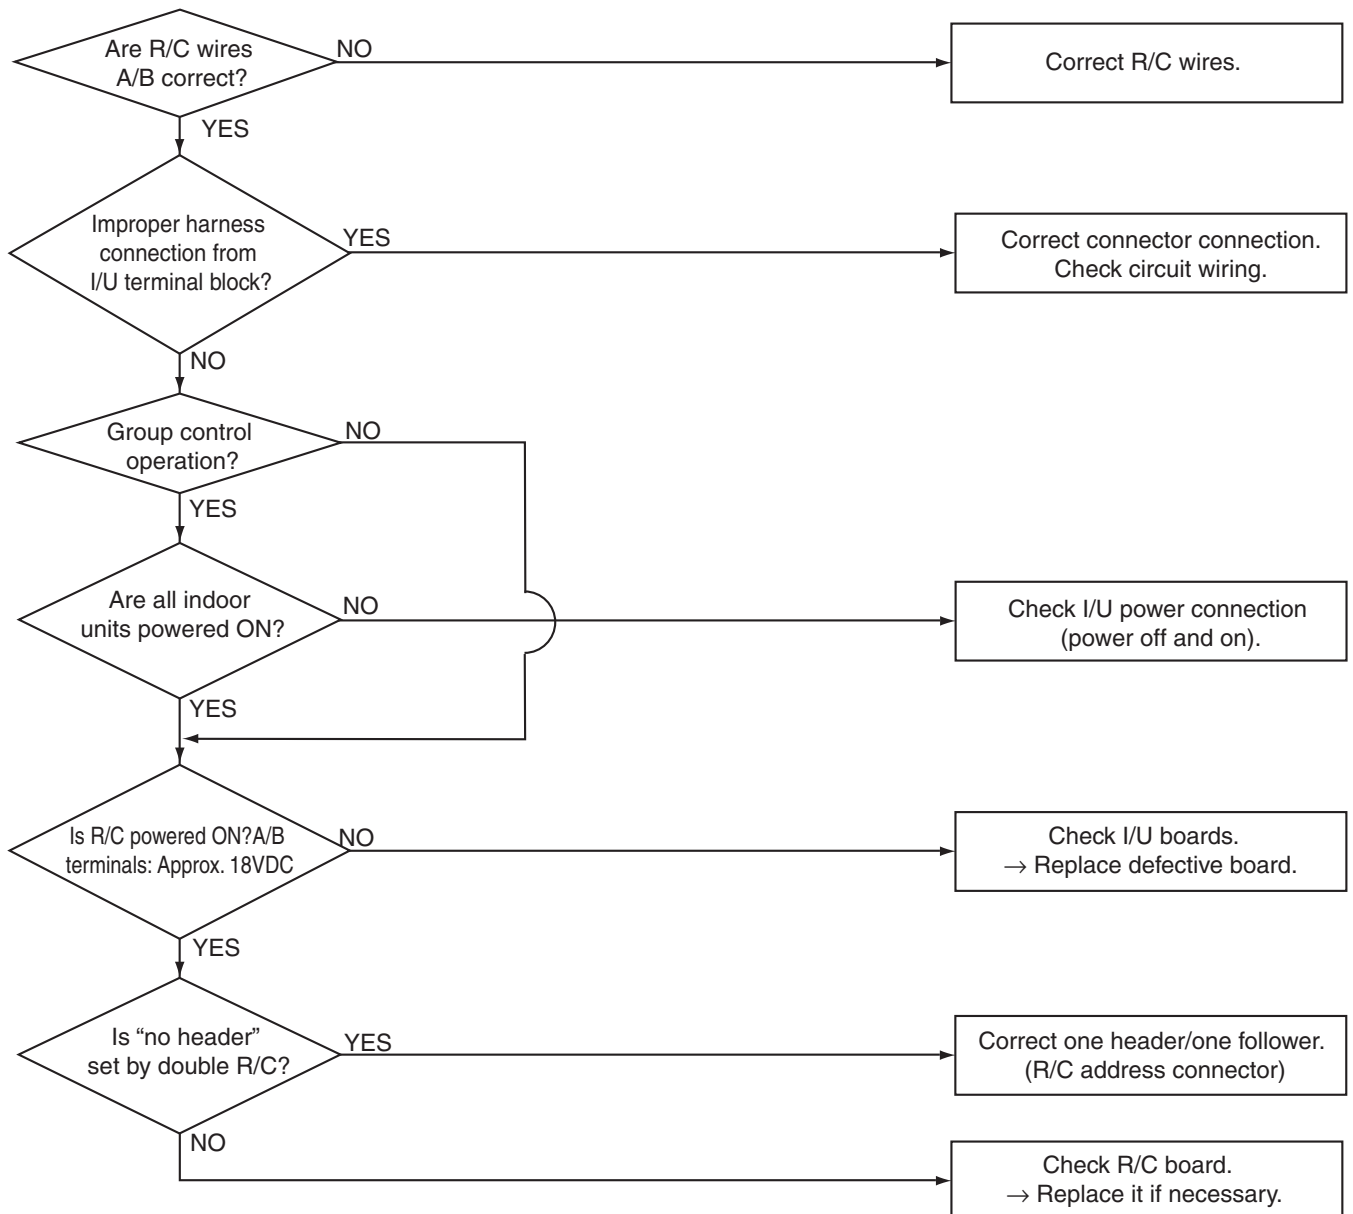 Are R/C wires
A/B correct?
NO
Correct R/C wires.
YES
Improper harness
connection from
I/U terminal block?
YES
Correct connector connection.
Check circuit wiring.
NO
Group control
operation?
NO
YES
Are all indoor
units powered ON?
NO
Check I/U power connection
(power off and on).
YES
Is R/C powered ON?A/B
terminals: Approx. 18VDC
NO
Check I/U boards.
→ Replace defective board.
YES
Is “no header”
set by double R/C?
YES
Correct one header/one follower.
(R/C address connector)
NO
Check R/C board.
→ Replace it if necessary.